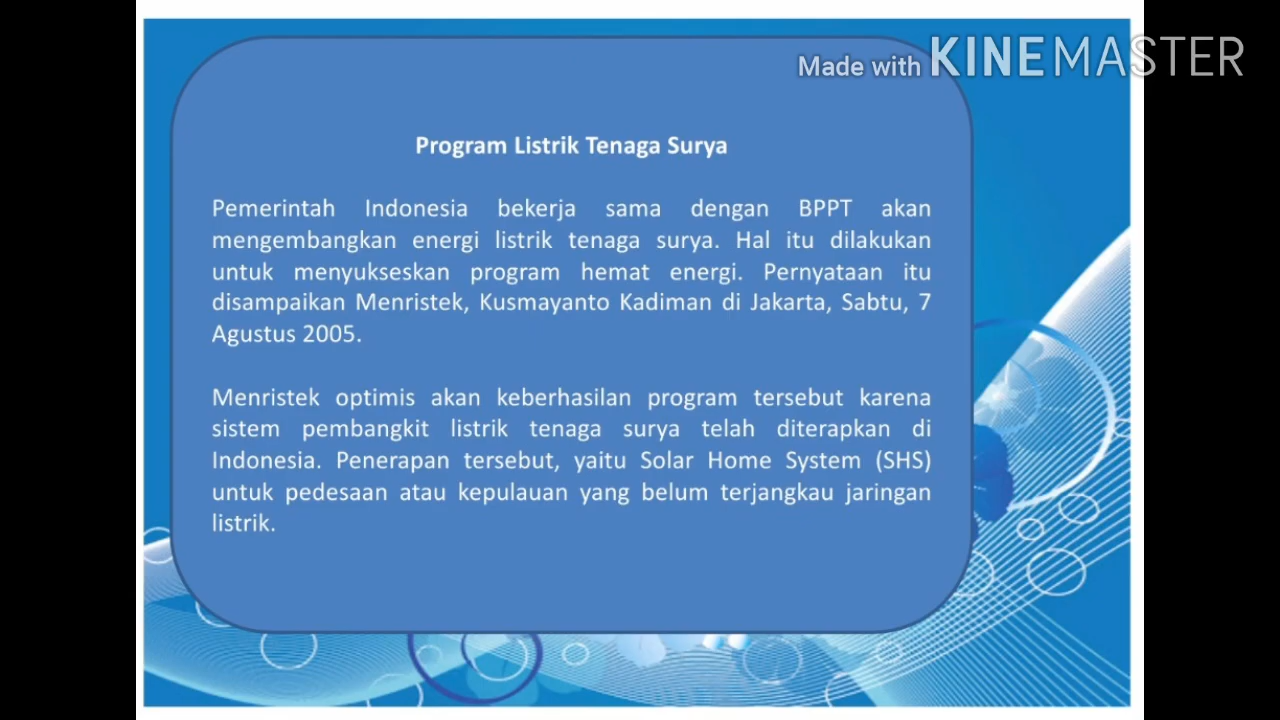 Made with KINEMASTER
Program Listrik Tenaga Surya
Pemerintah Indonesia bekerja sama dengan BPPT akan
mengembangkan energi listrik tenaga surya. Hal itu dilakukan
untuk menyukseskan program hemat energi. Pernyataan itu
disampaikan Menristek, Kusmayanto Kadiman di Jakarta, Sabtu, 7
Agustus 2005.
Menristek optimis akan keberhasilan program tersebut karena
sistem pembangkit listrik tenaga surya telah diterapkan di
Indonesia. Penerapan tersebut, yaitu Solar Home System (SHS)
untuk pedesaan atau kepulauan yang belum terjangkau jaringan
listrik.